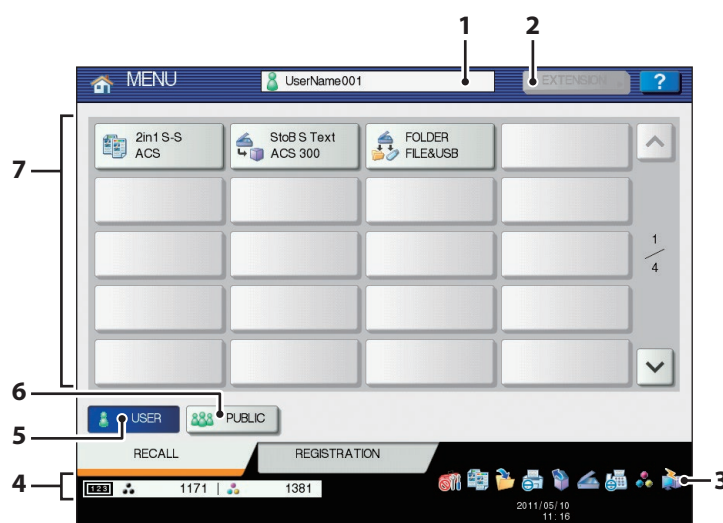 1 2
MENU UserName001 EXTENSION ?
7
2in1 S-S
ACS
StoB S Text
ACS 300
FOLDER
FILE&USB
1
4
6
USER PUBLIC
5
RECALL REGISTRATION
4 123 1171 | 1381 3
2011/05/10
11:16